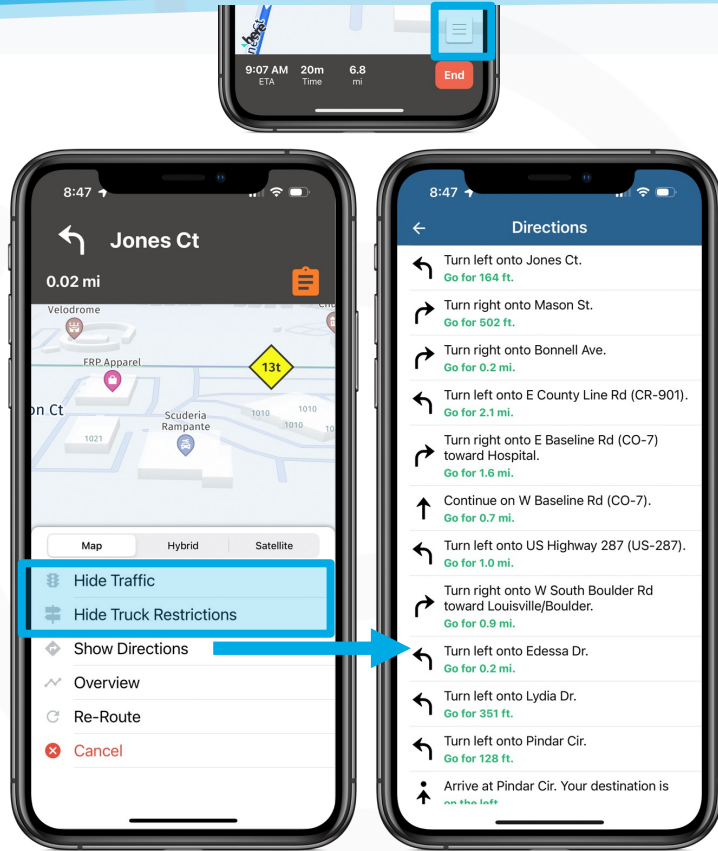 here
9:07 AM 20m 6.8
ETA Time mi
End
8:47
Jones Ct
0.02 mi
Velodrome
FRP Apparel
13t
on Ct
Scuderia
Rampante
1010 1010
1010 10
1021
Map Hybrid Satellite
Hide Traffic
Hide Truck Restrictions
Show Directions
Overview
Re-Route
Cancel
8:47
Directions
Turn left onto Jones Ct.
Go for 164 ft.
Turn right onto Mason St.
Go for 502 ft.
Turn right onto Bonnell Ave.
Go for 0.2 mi.
Turn left onto E County Line Rd (CR-901).
Go for 2.1 mi.
Turn right onto E Baseline Rd (CO-7)
toward Hospital.
Go for 1.6 mi.
Continue on W Baseline Rd (CO-7).
Go for 0.7 mi.
Turn left onto US Highway 287 (US-287).
Go for 1.0 mi.
Turn right onto W South Boulder Rd
toward Louisville/Boulder.
Go for 0.9 mi.
Turn left onto Edessa Dr.
Go for 0.2 mi.
Turn left onto Lydia Dr.
Go for 351 ft.
Turn left onto Pindar Cir.
Go for 128 ft.
Arrive at Pindar Cir. Your destination is
on the left